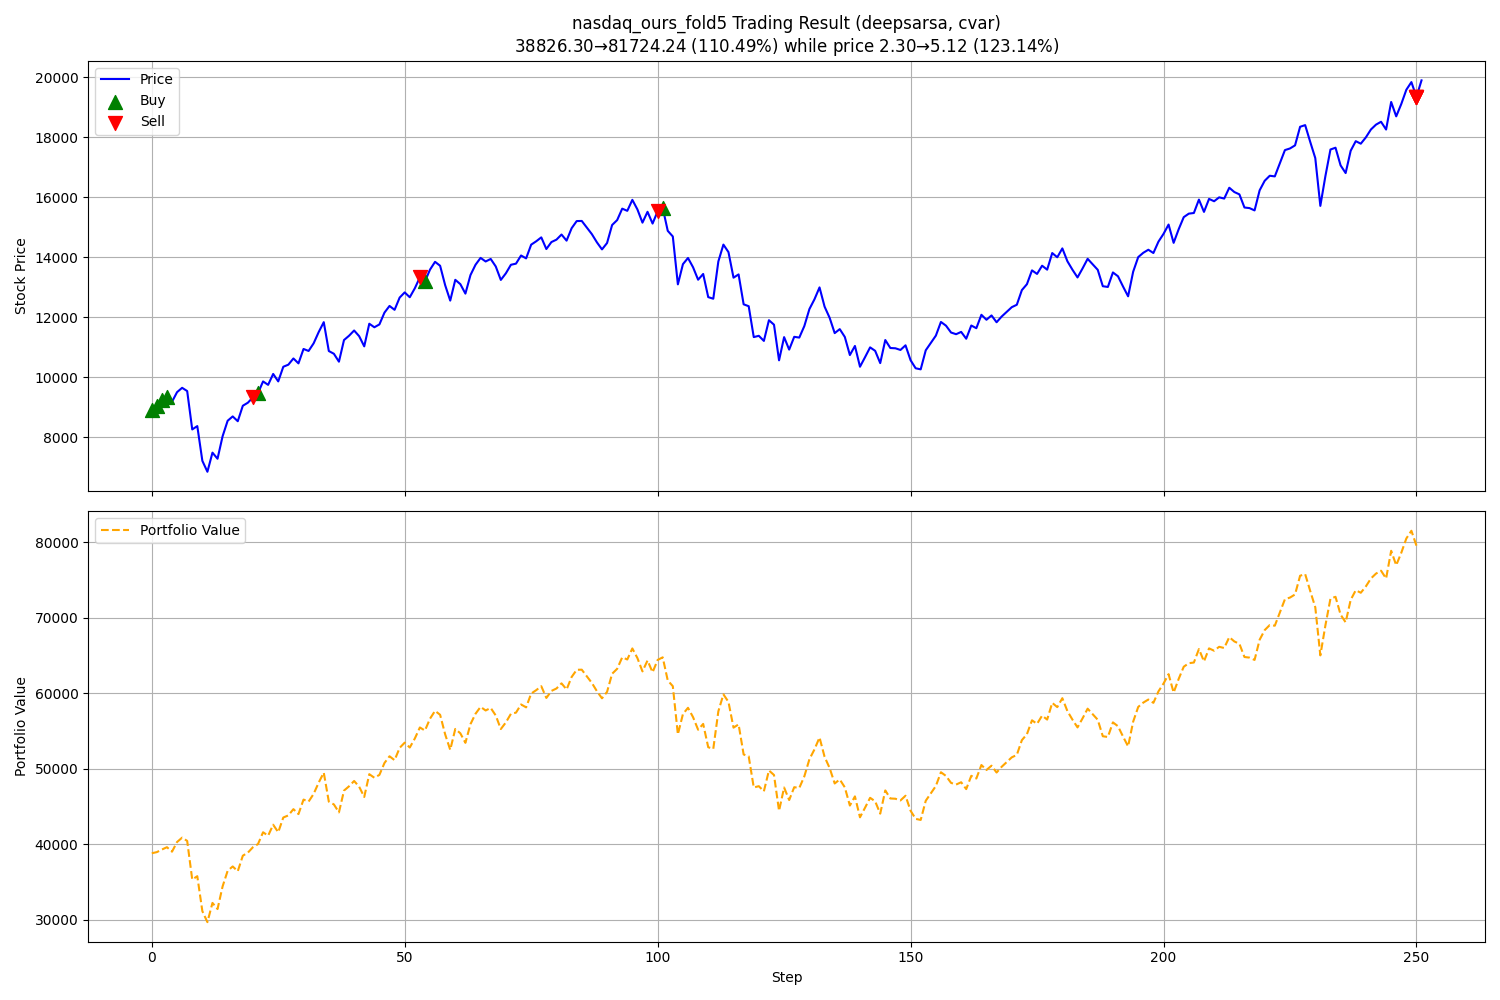 nasdaq_ours_fold5 Trading Result (deepsarsa, cvar)
38826.30→81724.24 (110.49%) while price 2.30→5.12 (123.14%)
Price
Buy
Sell
Stock Price
20000
18000
16000
14000
12000
10000
8000
Portfolio Value
Portfolio Value
80000
70000
60000
50000
40000
30000
0
50
100
150
200
250
Step